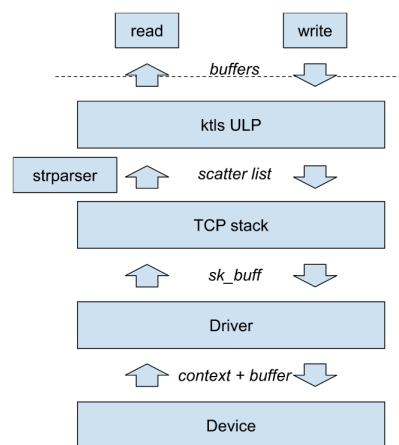 read
write
buffers
ktls ULP
strparser
scatter list
TCP stack
sk_buff
Driver
context + buffer
Device